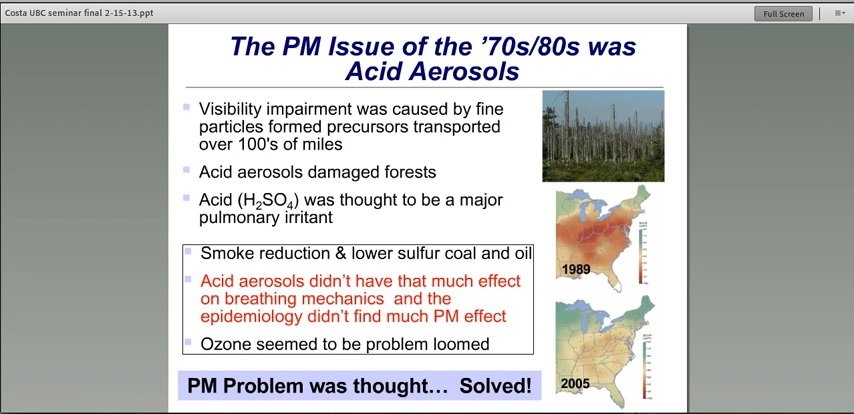 Costa UBC seminar final 2-15-13.ppt
Full Screen
The PM Issue of the ’70s/80s was
Acid Aerosols
Visibility impairment was caused by fine
particles formed precursors transported
over 100's of miles
Acid aerosols damaged forests
Acid (H₂SO₄) was thought to be a major
pulmonary irritant
Smoke reduction & lower sulfur coal and oil
Acid aerosols didn’t have that much effect
on breathing mechanics and the
epidemiology didn’t find much PM effect
Ozone seemed to be problem loomed
PM Problem was thought… Solved!
1989
2005